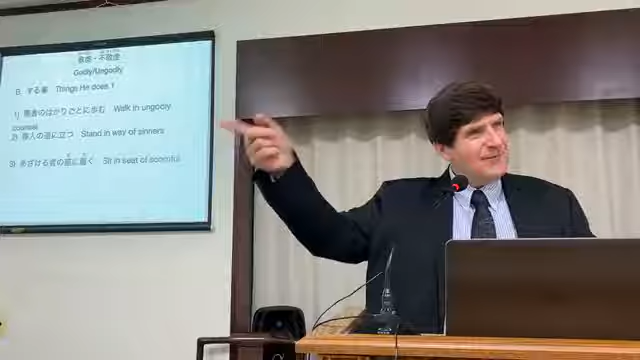 敬虔・不敬虔
Godly/Ungodly
B. する事 Things He does 1
1) 悪者のはかりごとに歩む Walk in ungodly
counsel
2) 罪人の道に立つ Stand in way of sinners
3) あざける者の座に着く Sit in seat of scornful